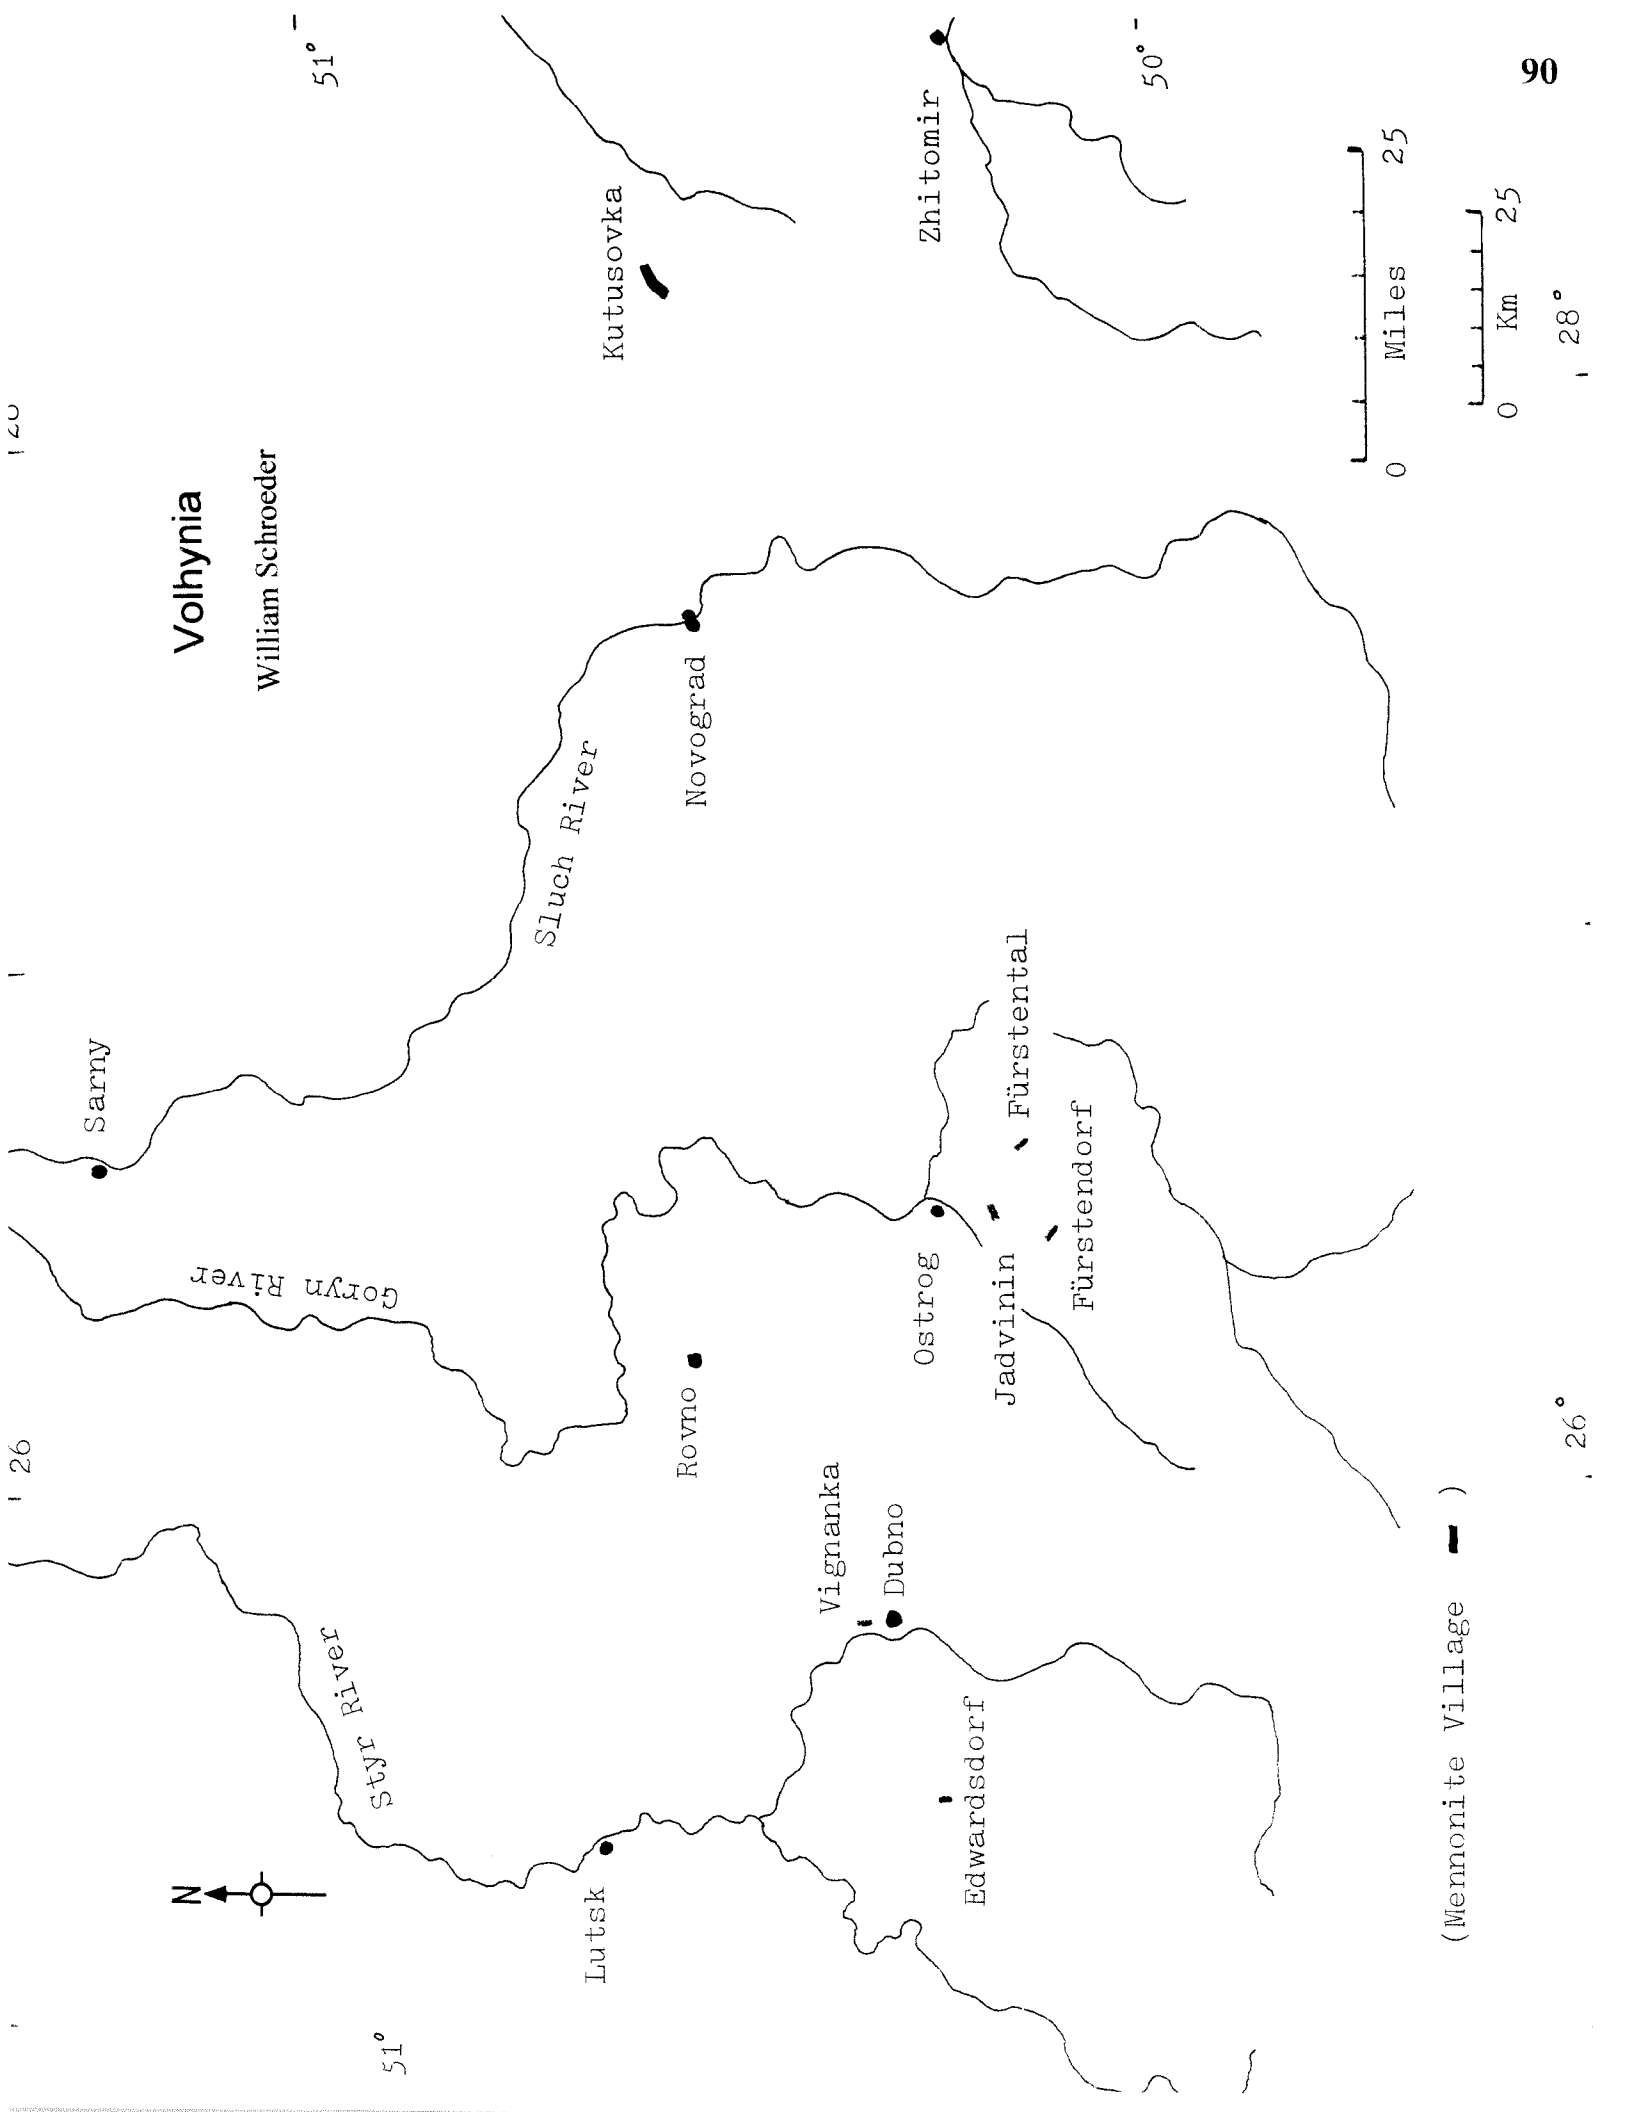 Volhynia
William Schroeder
26
51°
51°
Sarny
Goryn River
Styr River
Sluch River
Kutusovka
Lutsk
Rovno
Novograd
Zhitomir
Vignanka
Dubno
Ostrog
Edwardsdorf
Jadvinin
Fürstental
Fürstendorf
50°
0 Miles 25
0 Km 25
(Mennonite Village )
26°
28°
N
90